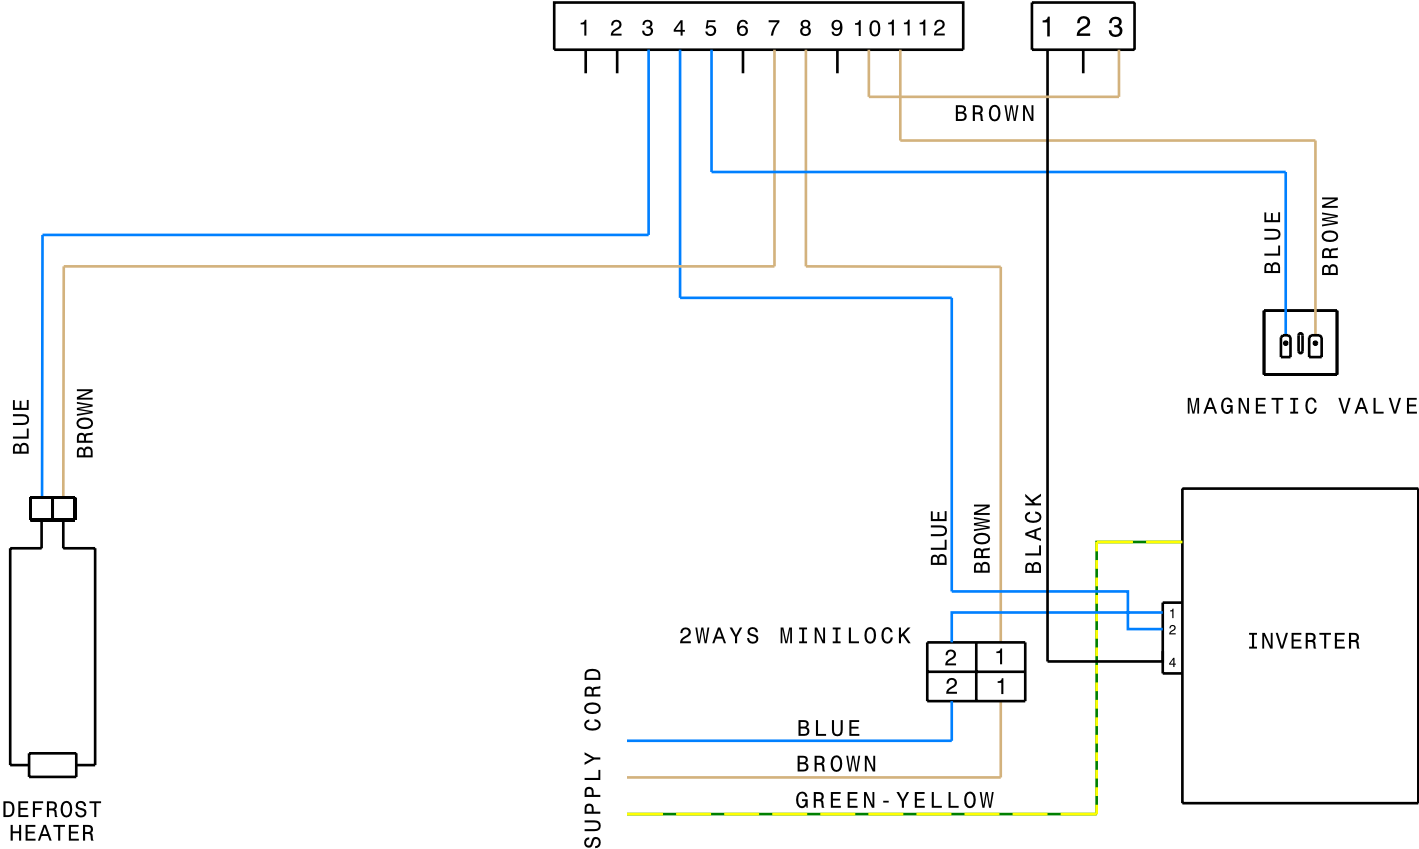 1 2 3 4 5 6 7 8 9 10 11 12
1 2 3
BROWN
BLUE
BROWN
MAGNETIC VALVE
BLUE
BROWN
BLUE
BROWN
BLACK
1
2
4
INVERTER
2WAYS MINILOCK
2 1
2 1
SUPPLY CORD
BLUE
BROWN
GREEN-YELLOW
DEFROST
HEATER